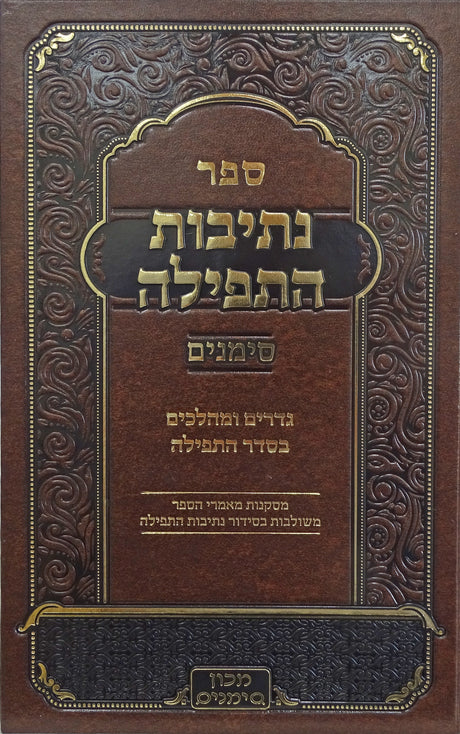 ספר
נתיבות
התפילה
סימנים
גדרים ומהלכים
בסדר התפילה
מסקנות מאמרי הספר
משולבות בסידור נתיבות התפילה
מכון
סימנים